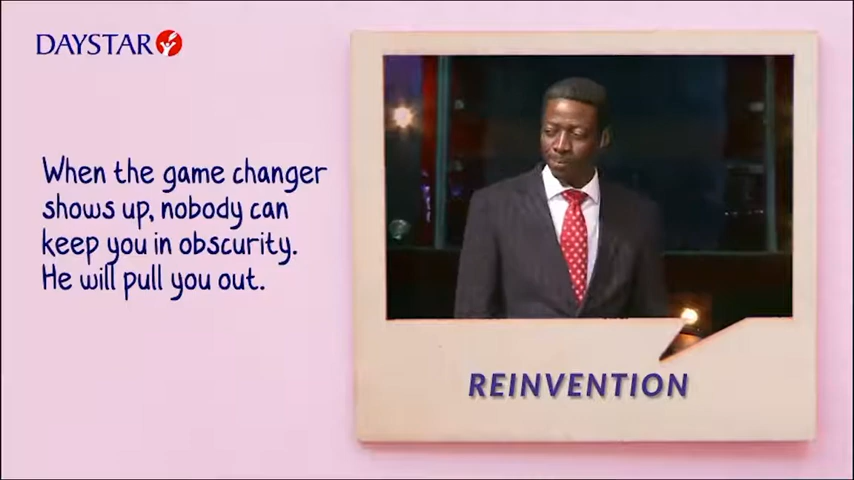 DAYSTAR
When the game changer
shows up, nobody can
keep you in obscurity.
He will pull you out.
REINVENTION